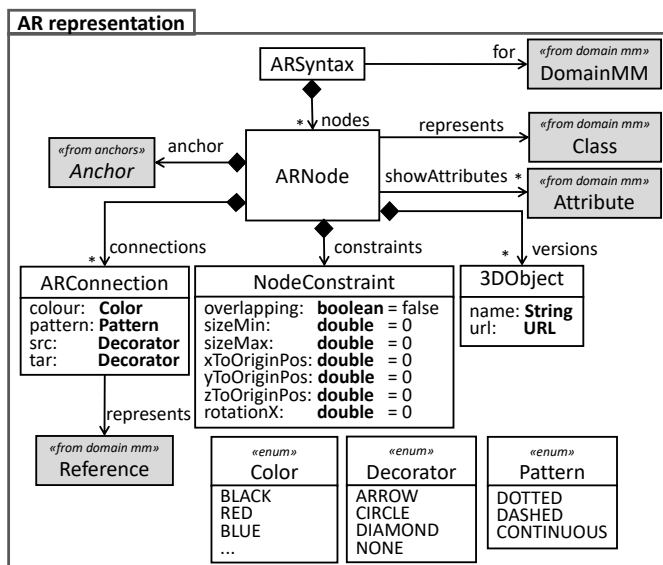 AR representation
ARSyntax
for
«from domain mm»
DomainMM
* nodes
«from anchors»
Anchor
anchor
ARNode
represents
«from domain mm»
Class
showAttributes *
«from domain mm»
Attribute
connections
*
constraints
* versions
ARConnection
colour: Color
pattern: Pattern
src: Decorator
tar: Decorator
NodeConstraint
overlapping: boolean = false
sizeMin: double = 0
sizeMax: double = 0
xToOriginPos: double = 0
yToOriginPos: double = 0
zToOriginPos: double = 0
rotationX: double = 0
3DObject
name: String
url: URL
represents
«from domain mm»
Reference
«enum»
Color
BLACK
RED
BLUE
...
«enum»
Decorator
ARROW
CIRCLE
DIAMOND
NONE
«enum»
Pattern
DOTTED
DASHED
CONTINUOUS